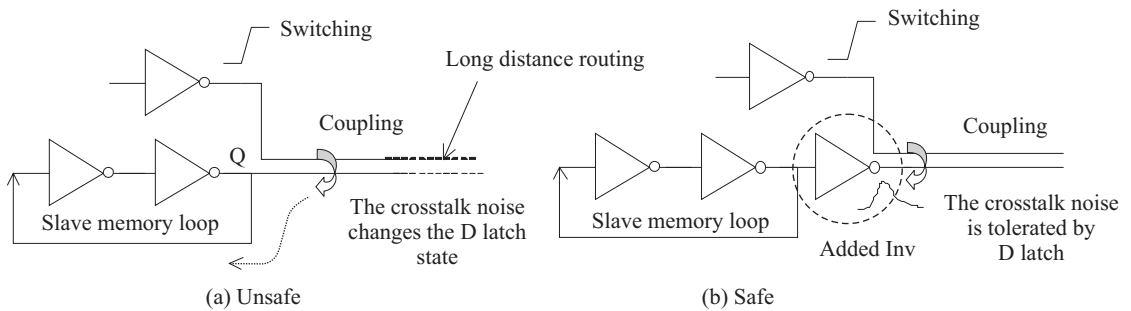 Switching
Long distance routing
Coupling
Q
Slave memory loop
The crosstalk noise
changes the D latch
state
(a) Unsafe
Switching
Coupling
Slave memory loop
Added Inv
The crosstalk noise
is tolerated by
D latch
(b) Safe